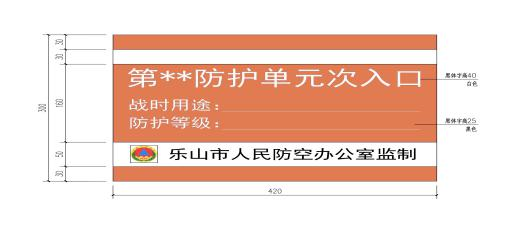 第**防护单元次入口
战时用途：
防护等级：
乐山市人民防空办公室监制
黑体字高40
白色
黑体字高25
黑色
30
30
160
50
30
300
420